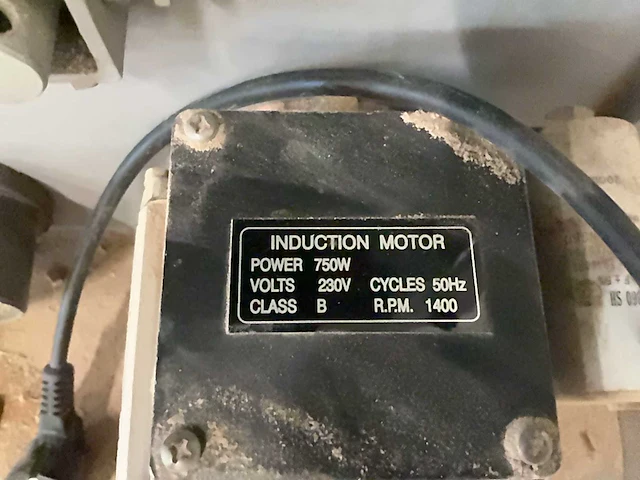 INDUCTION MOTOR
POWER 750W
VOLTS 230V CYCLES 50Hz
CLASS B R.P.M. 1400